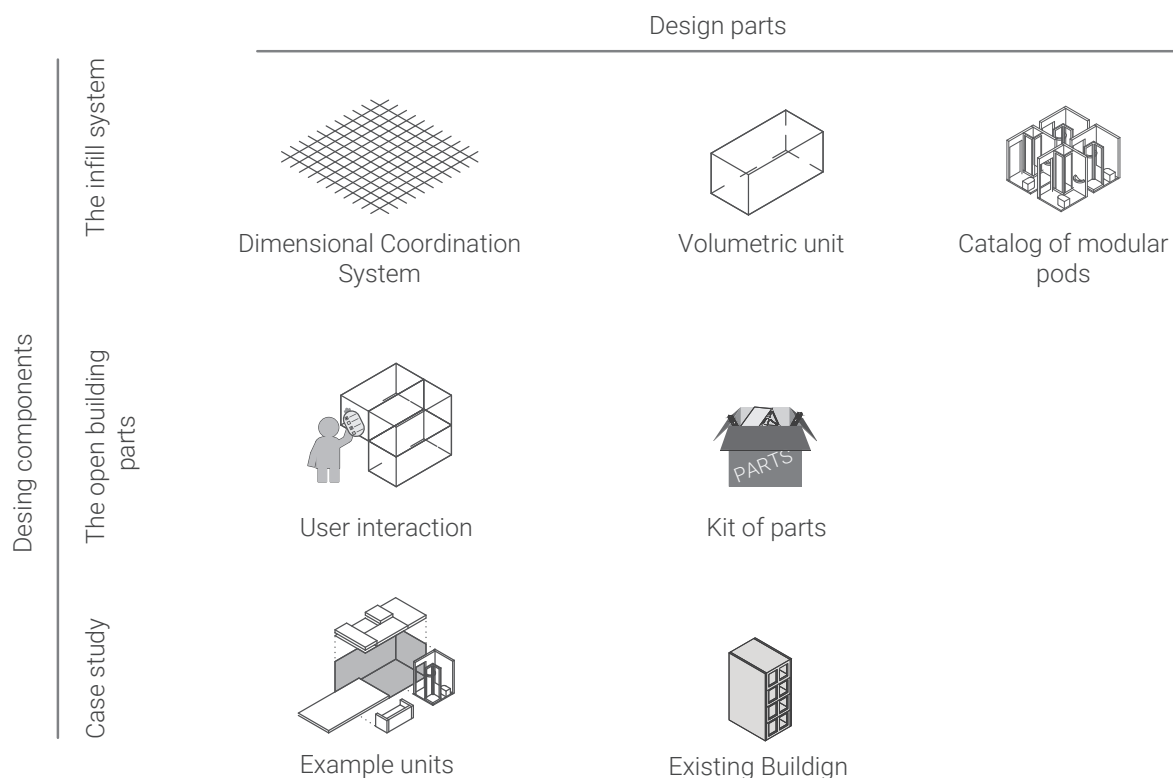 Design parts
Desing components
The infill system
Dimensional Coordination
System
Volumetric unit
Catalog of modular
pods
The open building
parts
User interaction
PARTS
Kit of parts
Case study
Example units
Existing Buildign